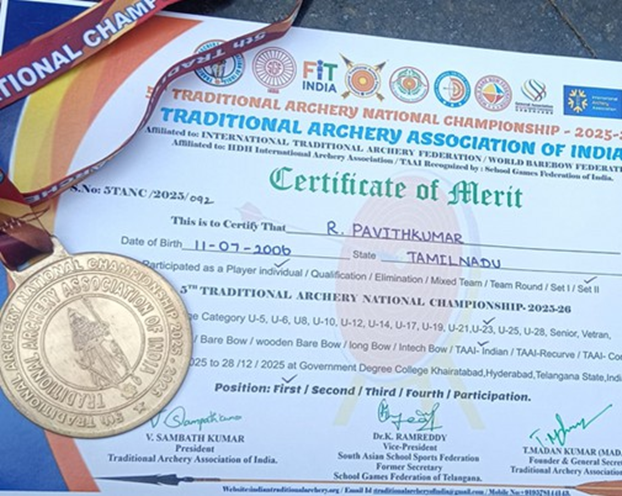 TIONAL CHAMP
5th TRAD
FiT
INDIA
TRADITIONAL ARCHERY NATIONAL CHAMPIONSHIP - 2025-2
TRADITIONAL ARCHERY ASSOCIATION OF INDIA
Affiliated to: INTERNATIONAL TRADITIONAL ARCHERY FEDERATION / WORLD BAREBOW FEDERAT
Affiliated to: HDH International Archery Association / TAAI Recognized by : School Games Federation of India.
Certificate of Merit
S.No: 5TANC /2025/092
This is to Certify That R. PAVITHKUMAR
Date of Birth 11-07-2006 State TAMILNADU
Participated as a Player individual / Qualification / Elimination / Mixed Team / Team Round / Set I / Set II
5TH TRADITIONAL ARCHERY NATIONAL CHAMPIONSHIP-2025-26
e Category U-5, U-6, U8, U-10, U-12, U-14, U-17, U-19, U-21,U-23, U-25, U-28, Senior, Vetran,
/ Bare Bow / wooden Bare Bow / long Bow / Intech Bow / TAAI- Indian / TAAI-Recurve / TAAI- Co
025 to 28 /12 / 2025 at Government Degree College Khairatabad,Hyderabad,Telangana State,Indi
Position: First / Second / Third / Fourth / Participation.
V. SAMBATH KUMAR
President
Traditional Archery Association of India.
Dr.K. RAMREDDY
Vice-President
South Asian School Sports Federation
Former Secretary
School Games Federation of Telangana.
T.MADAN KUMAR (MAD
Founder & General Secre
Traditional Archery Asso
TRADITIONAL ARCHERY ASSOCIATION OF INDIA
5TH TRADITIONAL ARCHERY NATIONAL CHAMPIONSHIP 2025-2026